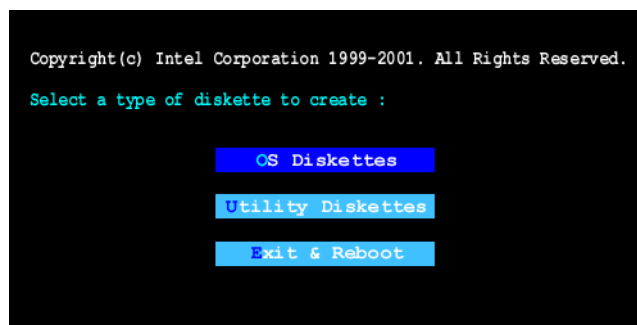 Copyright(c) Intel Corporation 1999-2001. All Rights Reserved.
Select a type of diskette to create :
OS Diskettes
Utility Diskettes
Exit & Reboot